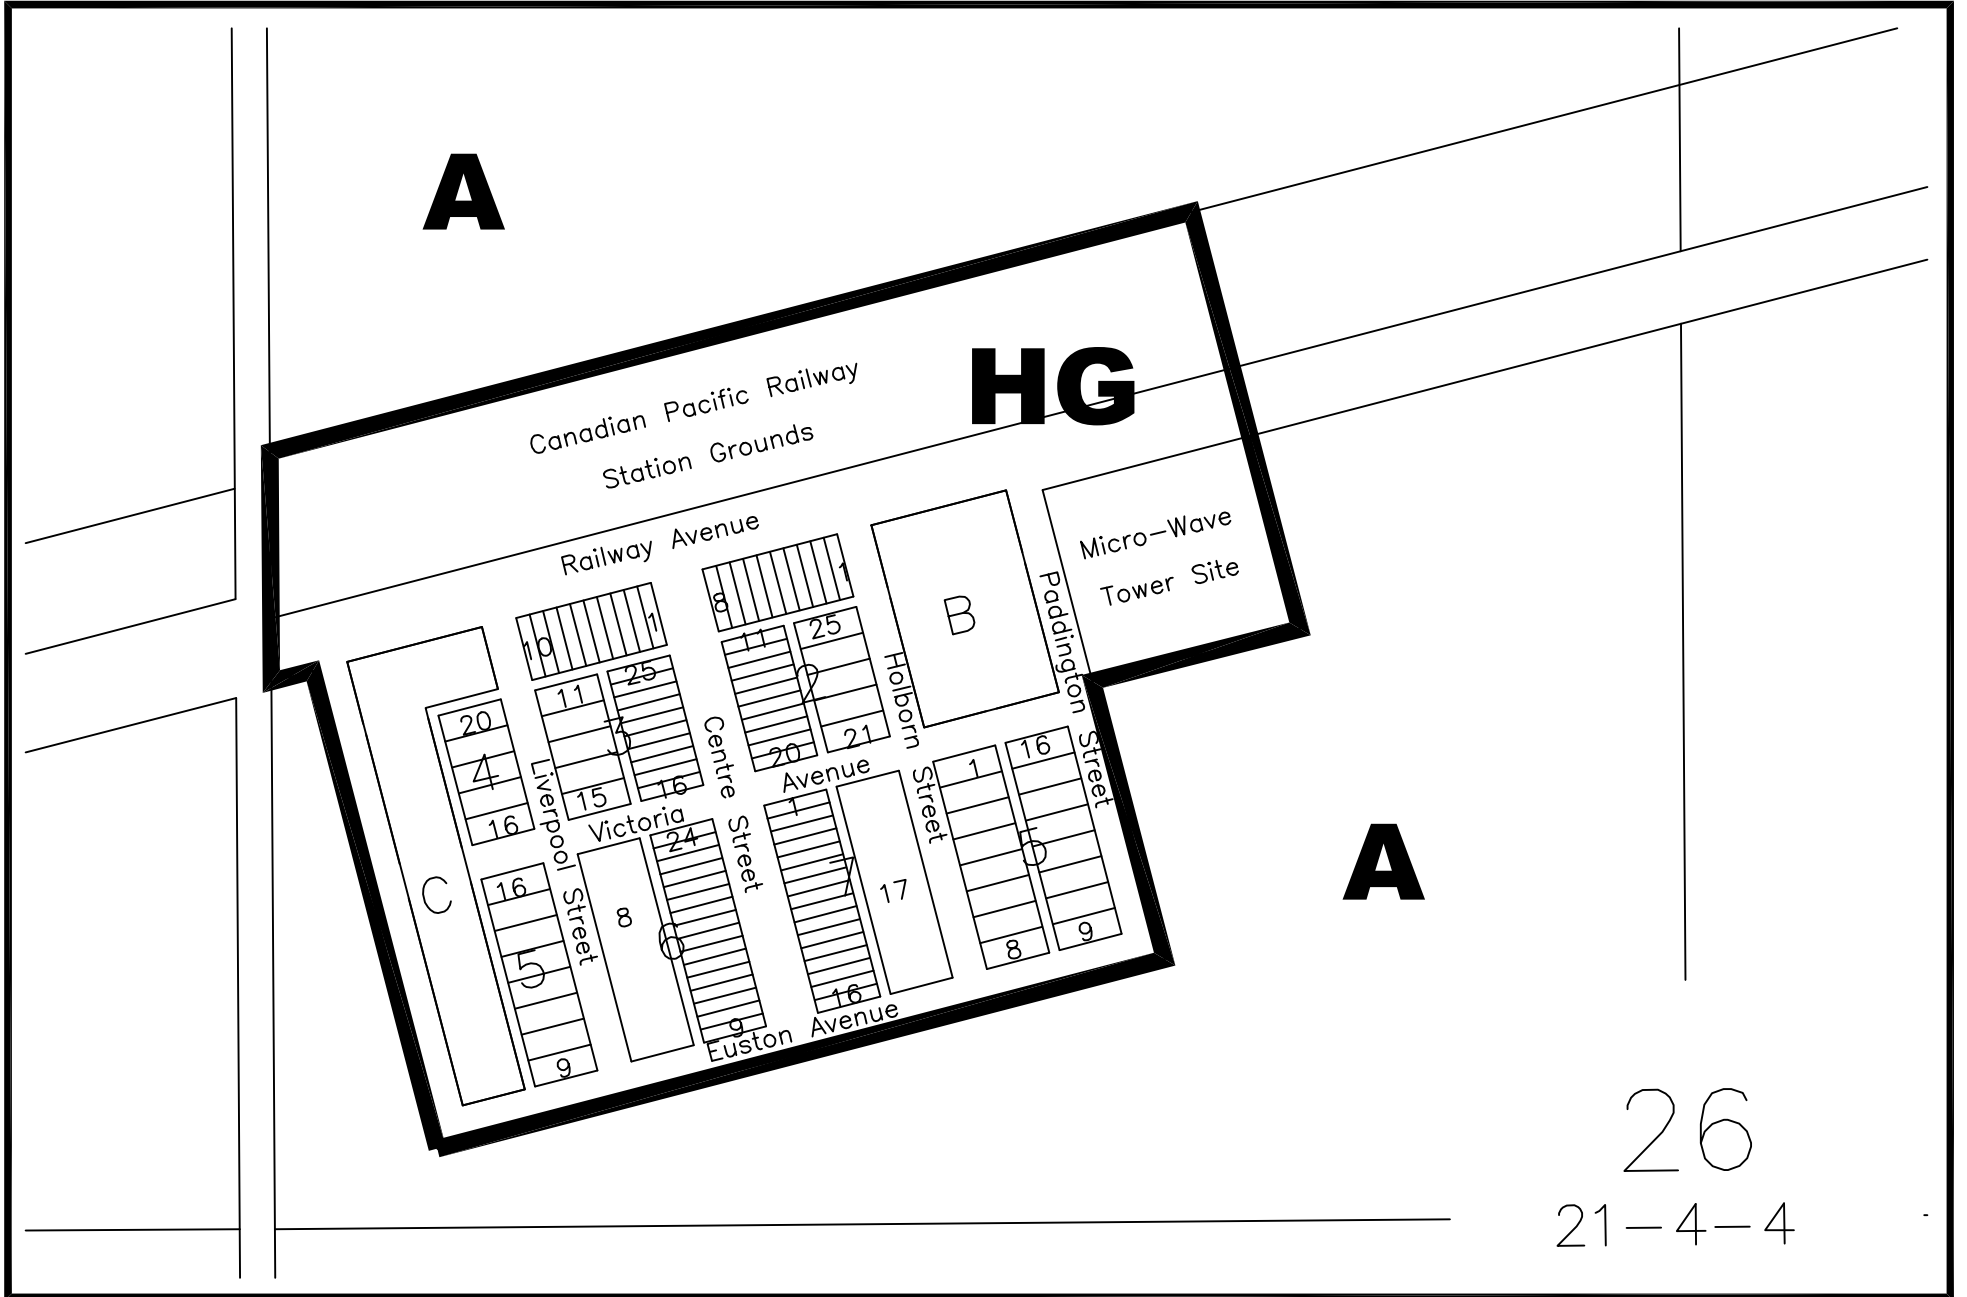 A
HG
Canadian Pacific Railway
Station Grounds
Railway Avenue
Micro-Wave
Tower Site
Paddington Street
B
10
1
8
1
11
25
11
25
2
20
21
3
15
16
20
4
16
Liverpool Street
Centre Street
Holborn Street
Victoria Avenue
C
16
5
9
8
24
6
9
1
7
16
17
1
8
16
5
9
Euston Avenue
A
26
21-4-4